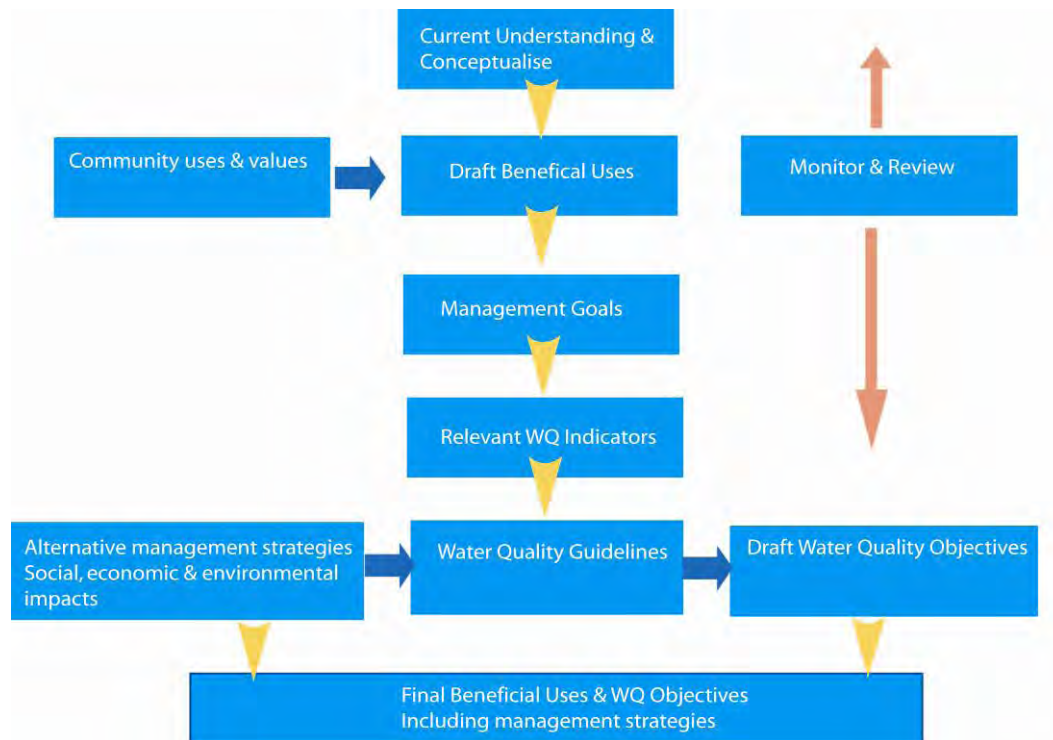 Current Understanding &
Conceptualise
Community uses & values
Draft Benefical Uses
Monitor & Review
Management Goals
Relevant WQ Indicators
Alternative management strategies
Social, economic & environmental
impacts
Water Quality Guidelines
Draft Water Quality Objectives
Final Beneficial Uses & WQ Objectives
Including management strategies